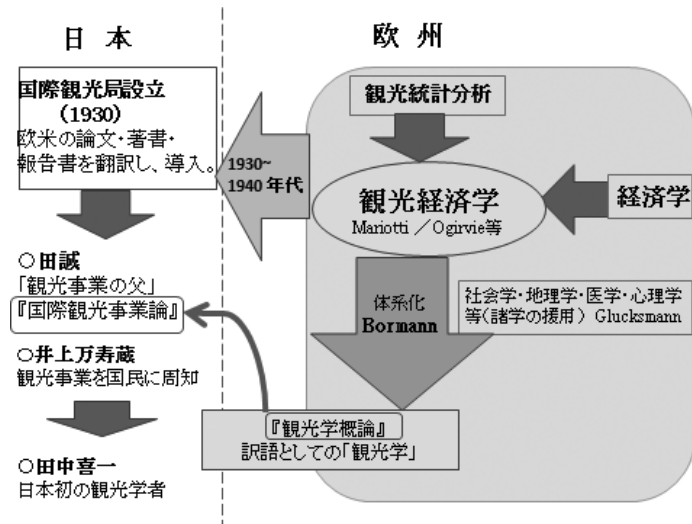 日 本
欧 州
国際観光局設立
(1930)
欧米の論文・著書・
報告書を翻訳し、導入。
1930~
1940 年代
観光統計分析
観光経済学
Mariotti ／Ogirvie等
経済学
○田誠
「観光事業の父」
『国際観光事業論』
体系化
Bormann
社会学・地理学・医学・心理学
等(諸学の援用) Glucksmann
○井上万寿蔵
観光事業を国民に周知
『観光学概論』
訳語としての「観光学」
○田中喜一
日本初の観光学者